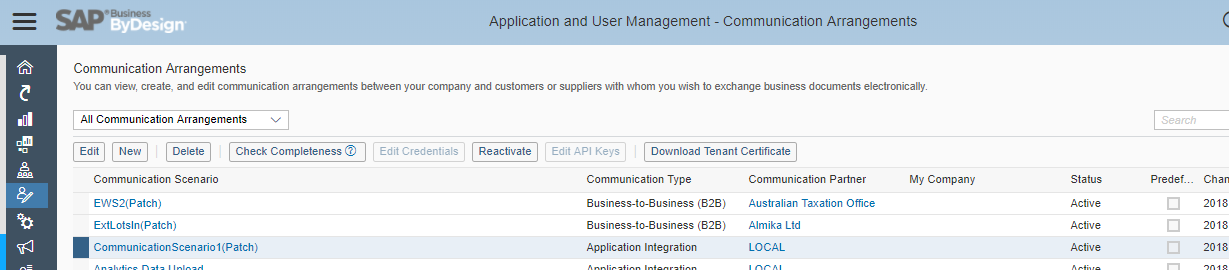 SAP Business ByDesign
Application and User Management - Communication Arrangements
Communication Arrangements
You can view, create, and edit communication arrangements between your company and customers or suppliers with whom you wish to exchange business documents electronically.
All Communication Arrangements
Search
Edit New Delete Check Completeness ? Edit Credentials Reactivate Edit API Keys Download Tenant Certificate
Communication Scenario Communication Type Communication Partner My Company Status Predef... Chan
EWS2(Patch) Business-to-Business (B2B) Australian Taxation Office Active 2018
ExtLotsIn(Patch) Business-to-Business (B2B) Almika Ltd Active 2018
CommunicationScenario1(Patch) Application Integration LOCAL Active 2018
Analytics Data Upload Application Integration LOCAL Active 2018